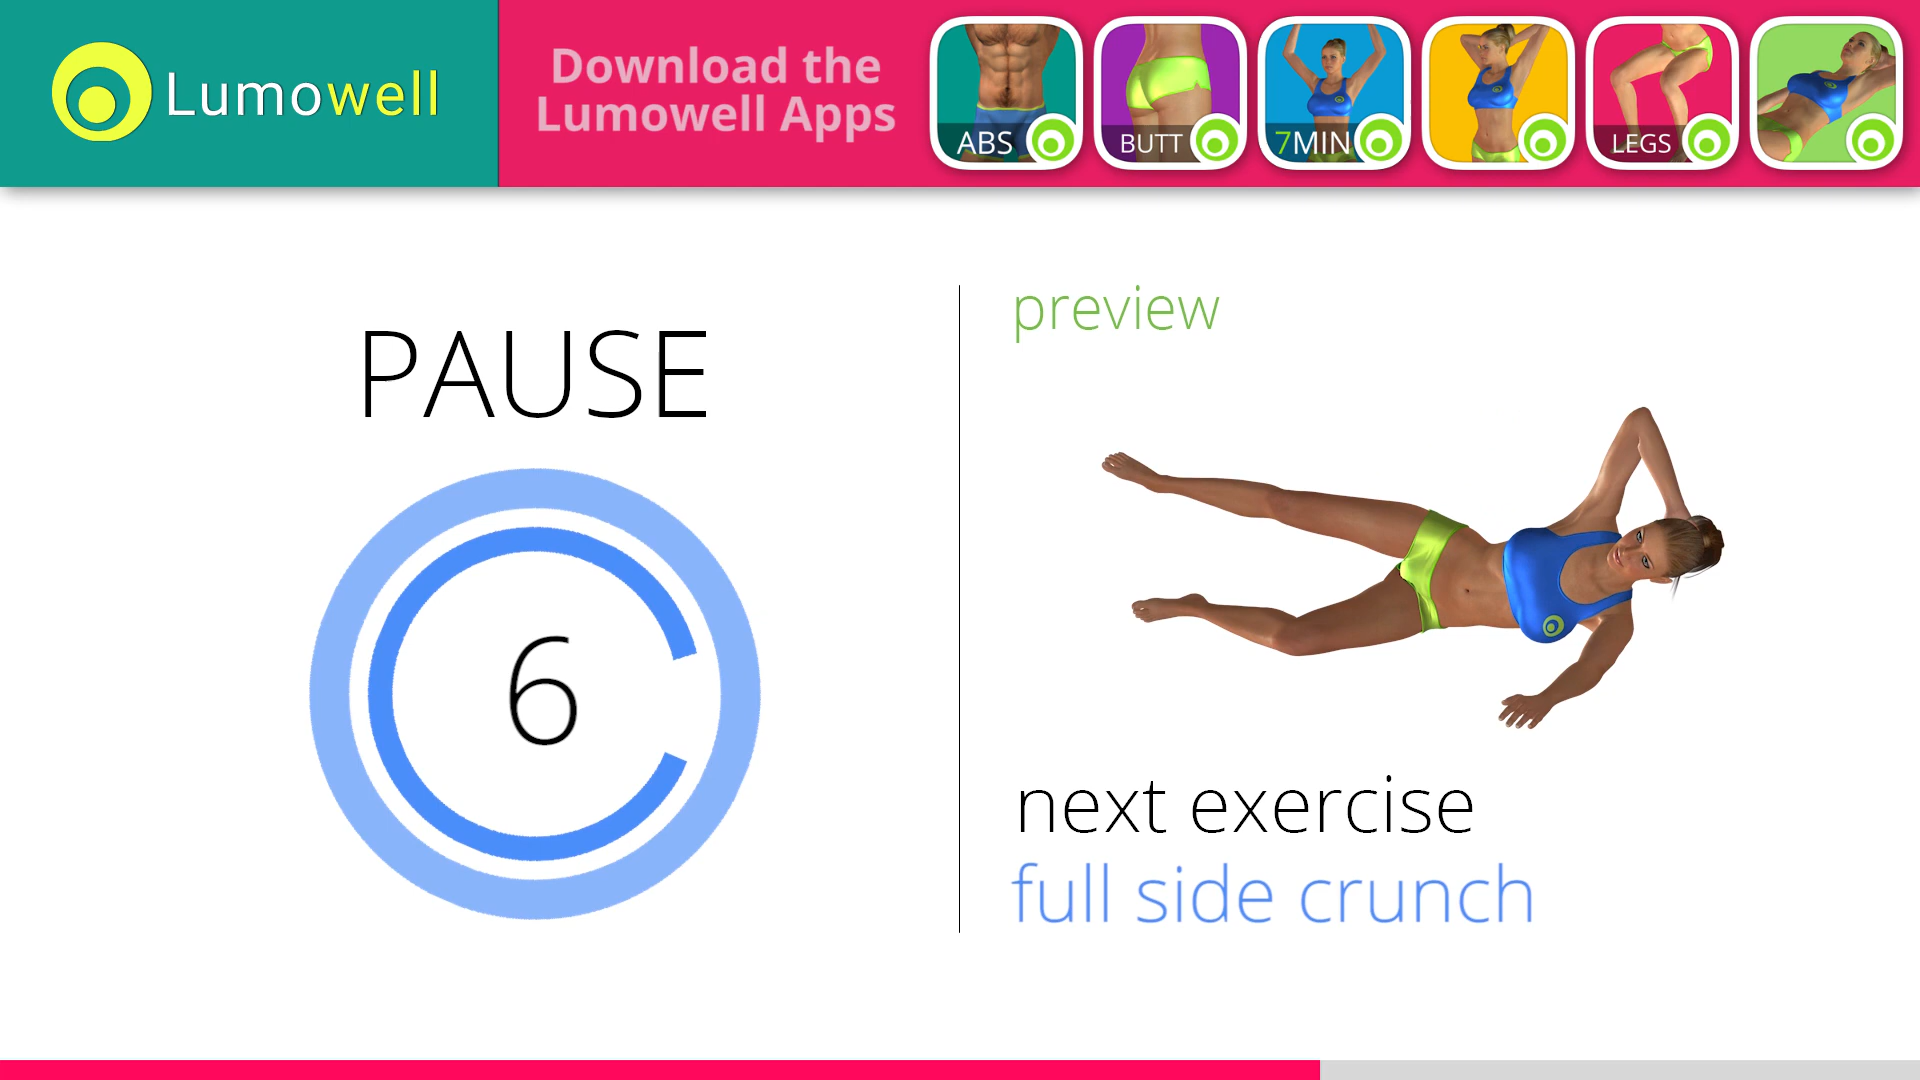 Lumowell
Download the
Lumowell Apps
ABS
BUTT
7MIN
LEGS
PAUSE
6
preview
next exercise
full side crunch